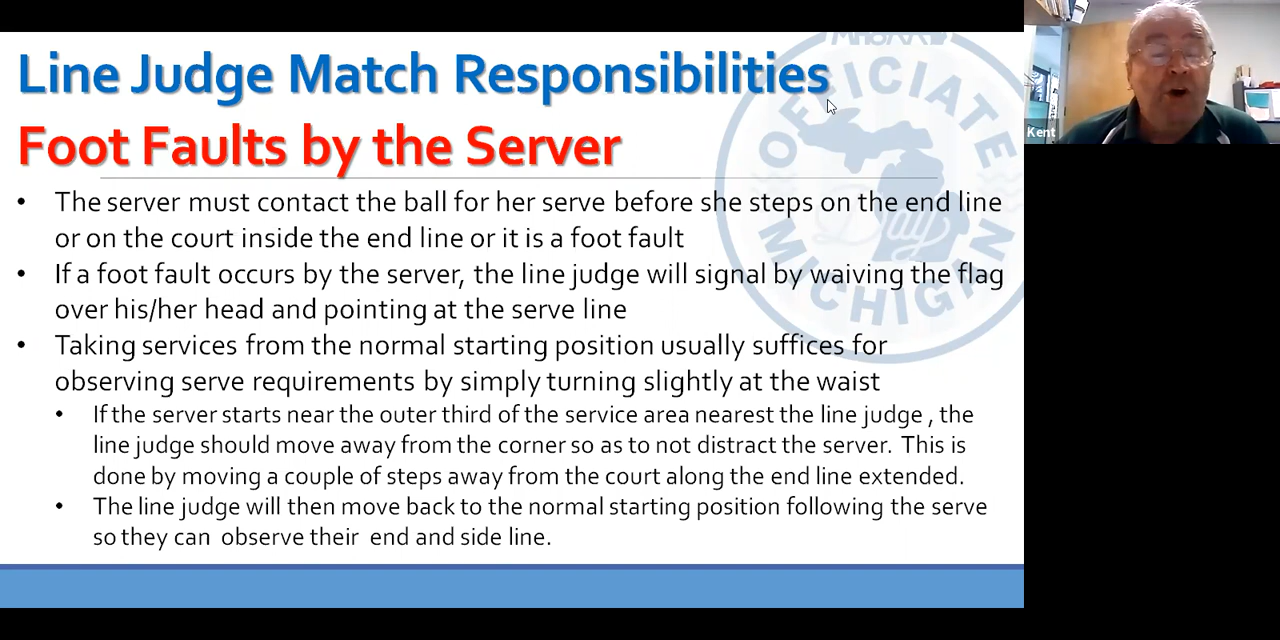 Line Judge Match Responsibilities
Foot Faults by the Server
• The server must contact the ball for her serve before she steps on the end line
or on the court inside the end line or it is a foot fault
• If a foot fault occurs by the server, the line judge will signal by waiving the flag
over his/her head and pointing at the serve line
• Taking services from the normal starting position usually suffices for
observing serve requirements by simply turning slightly at the waist
• If the server starts near the outer third of the service area nearest the line judge , the
line judge should move away from the corner so as to not distract the server. This is
done by moving a couple of steps away from the court along the end line extended.
• The line judge will then move back to the normal starting position following the serve
so they can observe their end and side line.
MHSAA
OFFICIATE
Duly
MICHIGAN
Kent